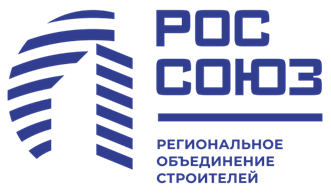 РОС
СОЮЗ
РЕГИОНАЛЬНОЕ
ОБЪЕДИНЕНИЕ
СТРОИТЕЛЕЙ